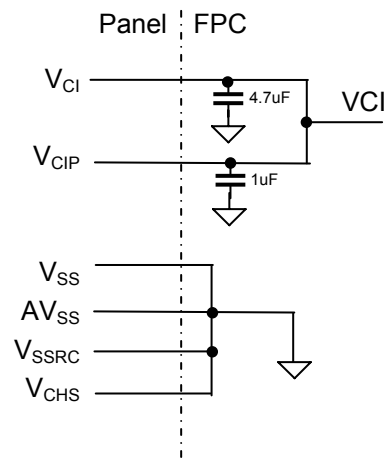 Panel FPC
VCI
4.7uF
VCI
VCIP
1uF
VSS
AVSS
VSSRC
VCHS